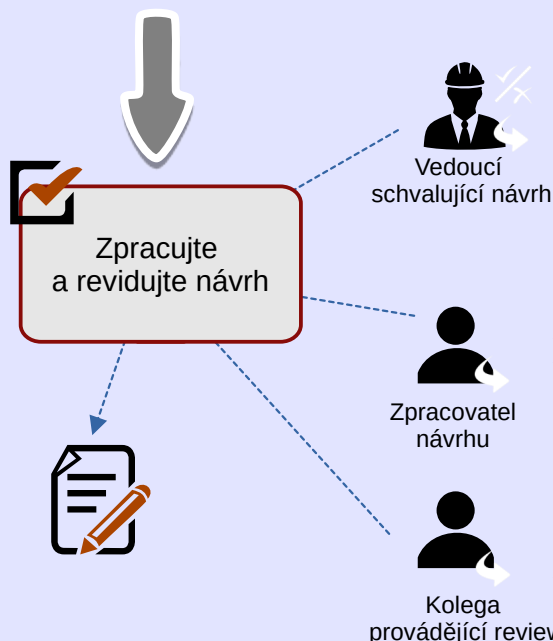 Vedoucí
schvalující návrh
Zpracujte
a revidujte návrh
Zpracovatel
návrhu
Kolega
provádějící review